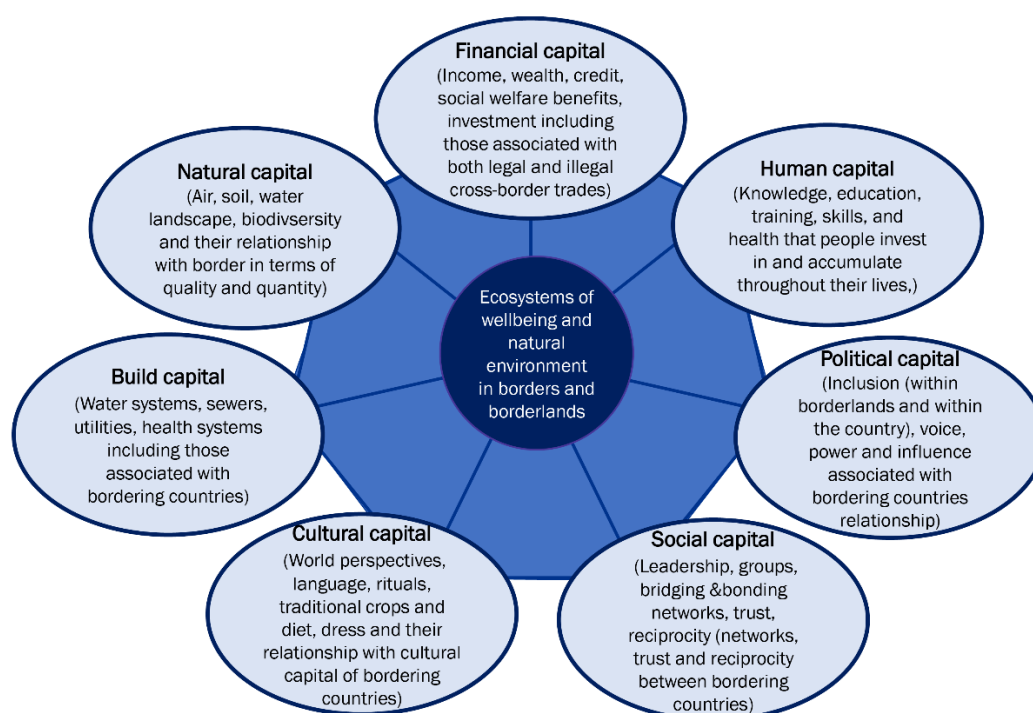 Financial capital
(Income, wealth, credit,
social welfare benefits,
investment including
those associated with
both legal and illegal
cross-border trades)
Human capital
(Knowledge, education,
training, skills, and
health that people invest
in and accumulate
throughout their lives,)
Political capital
(Inclusion (within
borderlands and within
the country), voice,
power and influence
associated with
bordering countries
relationship)
Social capital
(Leadership, groups,
bridging &bonding
networks, trust,
reciprocity (networks,
trust and reciprocity
between bordering
countries)
Cultural capital
(World perspectives,
language, rituals,
traditional crops and
diet, dress and their
relationship with cultural
capital of bordering
countries)
Build capital
(Water systems, sewers,
utilities, health systems
including those
associated with
bordering countries)
Natural capital
(Air, soil, water
landscape, biodivsersity
and their relationship
with border in terms of
quality and quantity)
Ecosystems of
wellbeing and
natural
environment
in borders and
borderlands